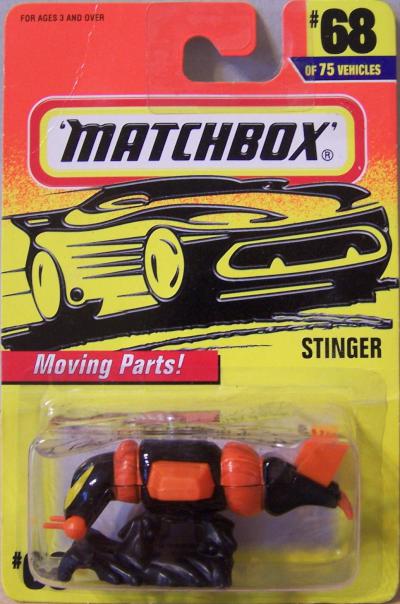 FOR AGES 3 AND OVER
#68
OF 75 VEHICLES
'MATCHBOX'®
STINGER
Moving Parts!